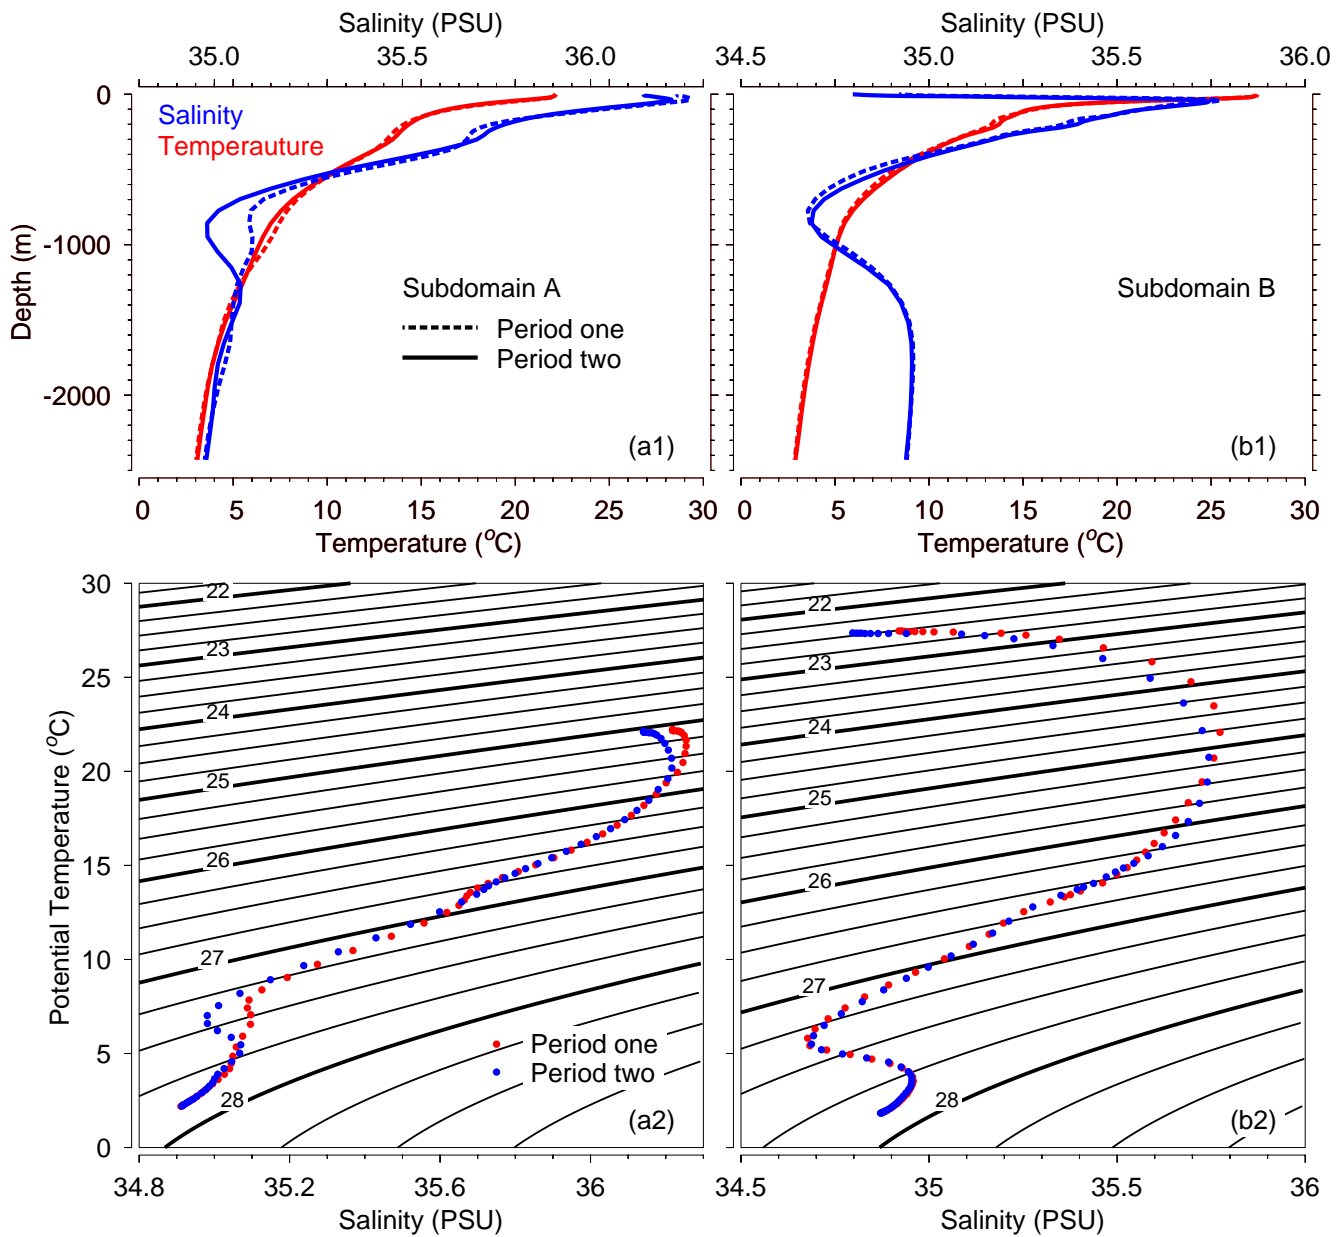 Salinity (PSU) Salinity (PSU)
35.0 35.5 36.0 34.5 35.0 35.5 36.0
0
Salinity
Temperauture
Depth (m)
-1000
Subdomain A Subdomain B
Period one
Period two
-2000
(a1) (b1)
0 5 10 15 20 25 30 0 5 10 15 20 25 30
Temperature (°C) Temperature (°C)
30
22 22
23 23
25
24 24
Potential Temperature (°C)
20
25 25
15
26 26
10
27 27
5
Period one
Period two
28 28
(a2) (b2)
0
34.8 35.2 35.6 36 34.5 35 35.5 36
Salinity (PSU) Salinity (PSU)